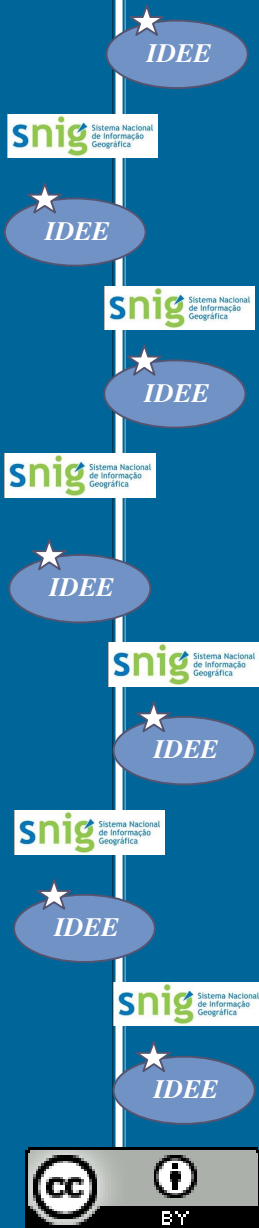 IDEE
snig Sistema Nacional
de Informação
Geográfica
IDEE
snig Sistema Nacional
de Informação
Geográfica
IDEE
snig Sistema Nacional
de Informação
Geográfica
IDEE
snig Sistema Nacional
de Informação
Geográfica
IDEE
snig Sistema Nacional
de Informação
Geográfica
IDEE
snig Sistema Nacional
de Informação
Geográfica
IDEE
cc
BY